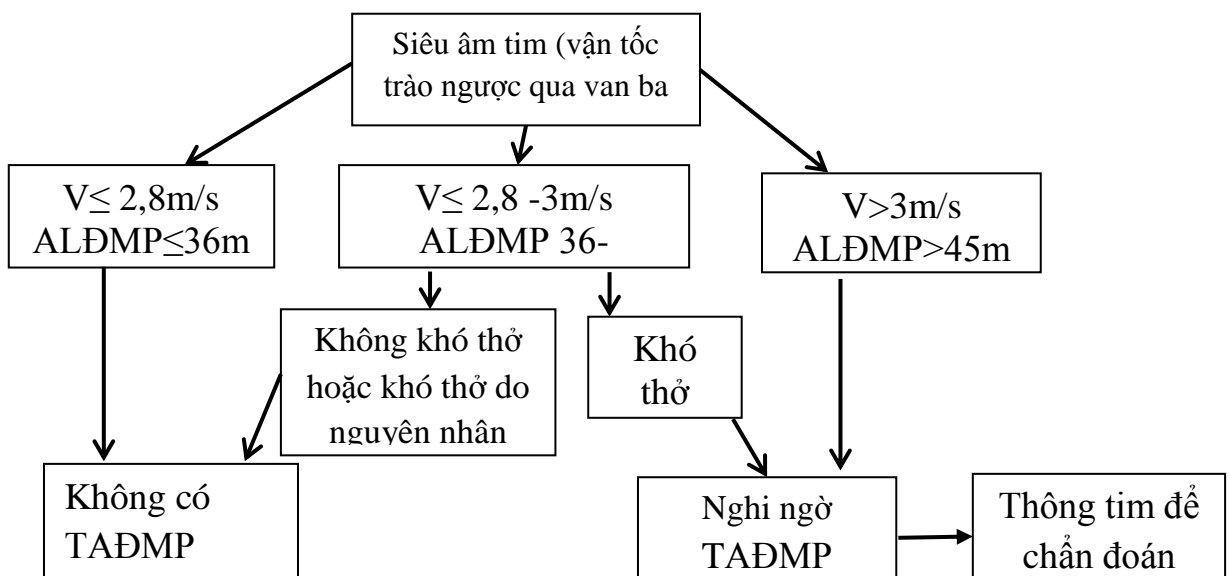 Siêu âm tim (vận tốc
trào ngược qua van ba
V≤ 2,8m/s
ALĐMP≤36m
V≤ 2,8 -3m/s
ALĐMP 36-
V>3m/s
ALĐMP>45m
Không khó thở
hoặc khó thở do
nguyên nhân
Khó
thở
Không có
TAĐMP
Nghi ngờ
TAĐMP
Thông tim để
chẩn đoán